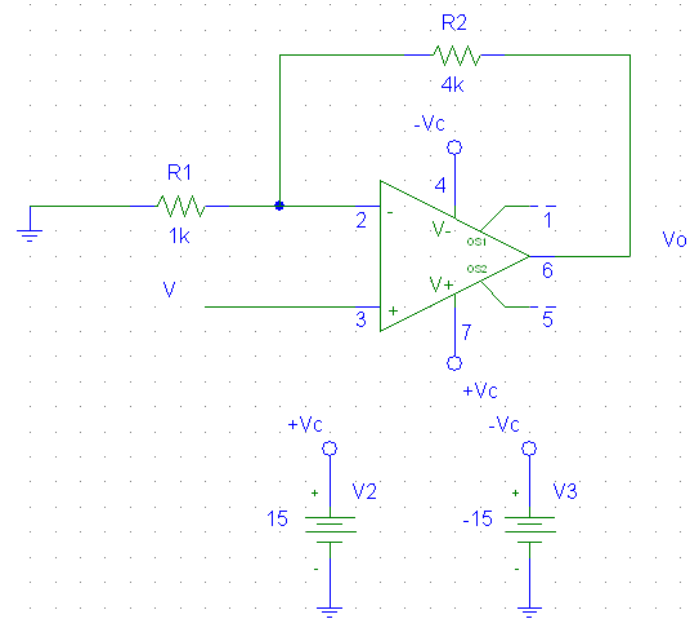 R2
4k
-Vc
R1
4
2
-
V-
OS1
1
1k
Vo
OS2
6
V
V+
3
+
7
5
+Vc
+Vc
-Vc
+
V2
+
V3
15
-15
-
-